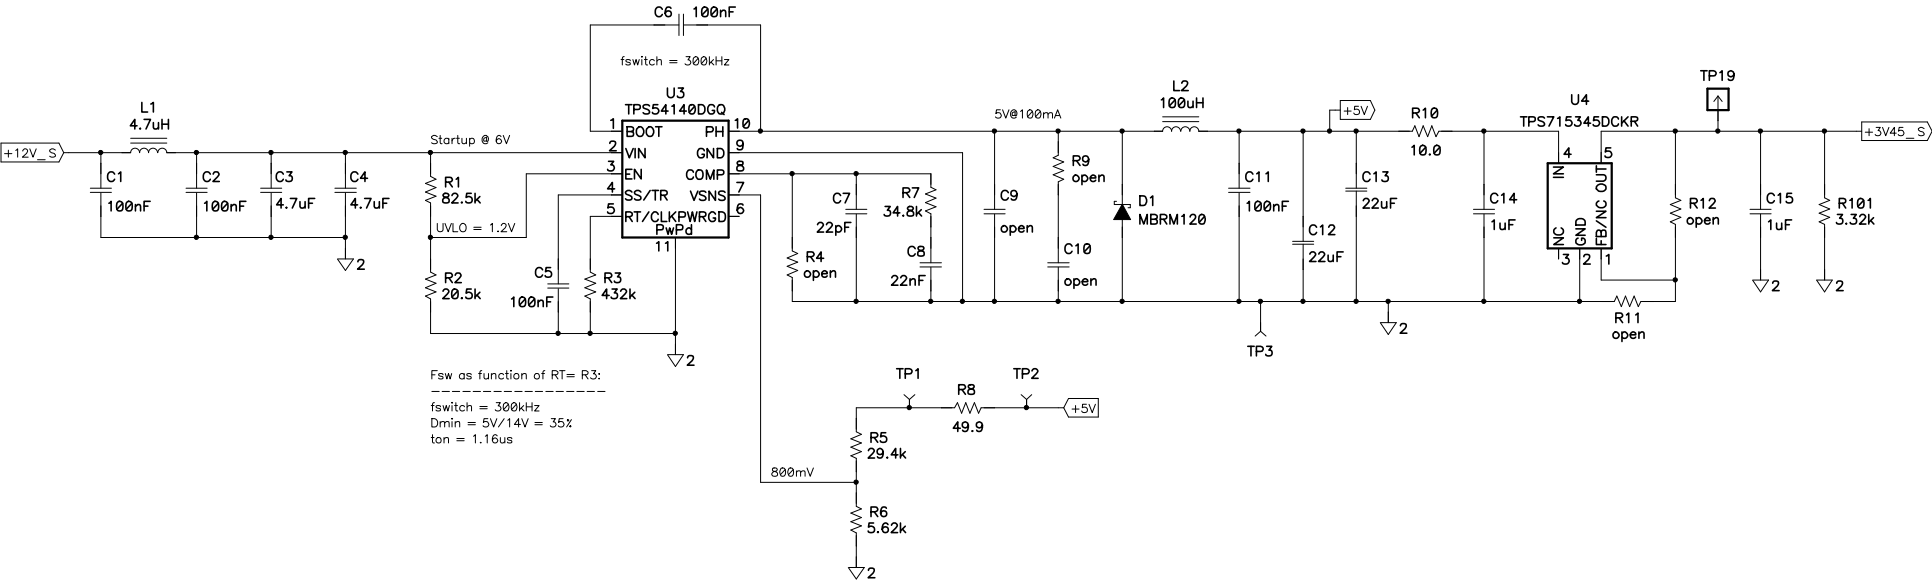 C6 100nF
fswitch = 300kHz
U3
TPS54140DGQ
L1
4.7uH
+12V_S
C1
100nF
C2
100nF
C3
4.7uF
C4
4.7uF
2
Startup @ 6V
R1
82.5k
UVLO = 1.2V
R2
20.5k
1 BOOT PH 10
2 VIN GND 9
3 EN COMP 8
4 SS/TR VSNS 7
5 RT/CLK PWRGD 6
PwPd
11
C5
100nF
R3
432k
2
Fsw as function of RT= R3:
------------------
fswitch = 300kHz
Dmin = 5V/14V = 35%
ton = 1.16us
R4
open
C7
22pF
R7
34.8k
C8
22nF
5V@100mA
C9
open
R9
open
C10
open
D1
MBRM120
L2
100uH
C11
100nF
C12
22uF
+5V
C13
22uF
TP3
2
R10
10.0
C14
1uF
U4
TPS715345DCKR
4 5
IN OUT
NC GND FB/NC
3 2 1
R11
open
R12
open
TP19
C15
1uF
2
R101
3.32k
2
+3V45_S
TP1
R8
49.9
TP2
+5V
R5
29.4k
800mV
R6
5.62k
2